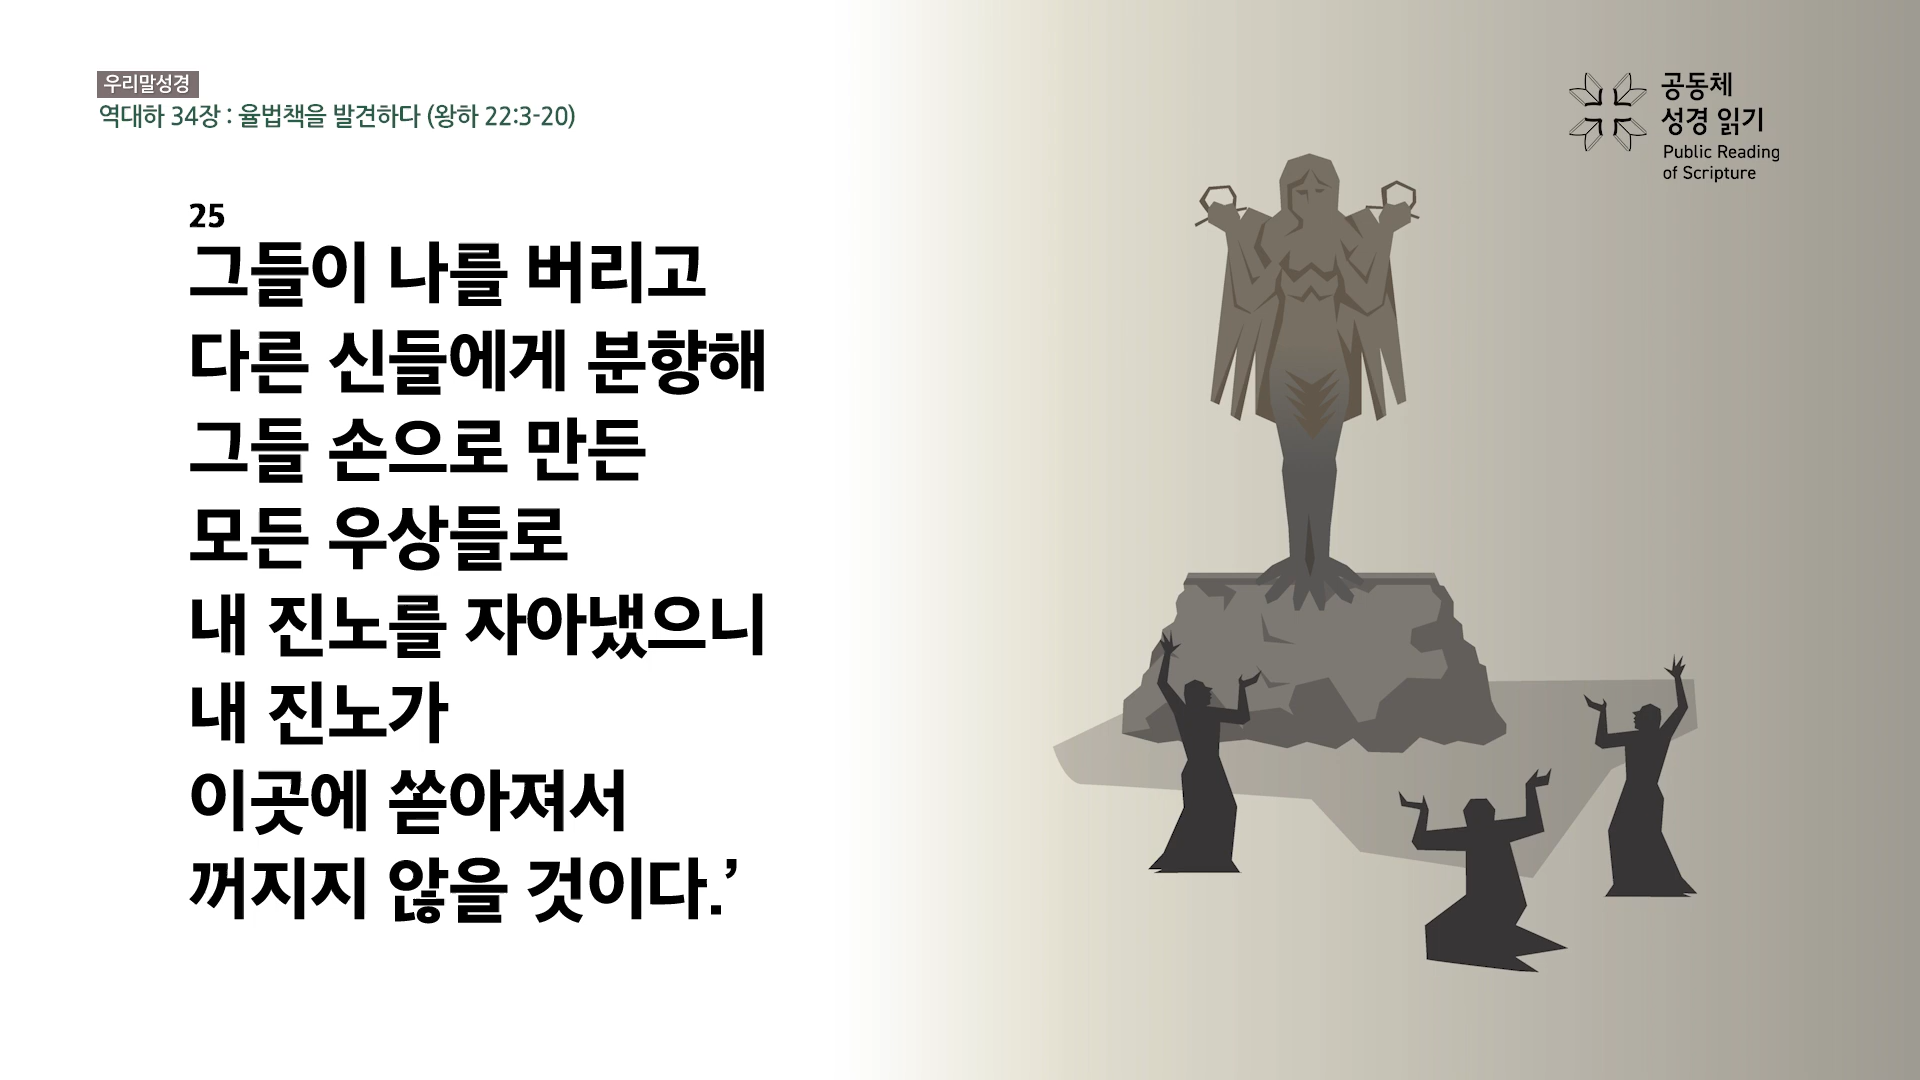 우리말성경
역대하 34장 : 율법책을 발견하다 (왕하 22:3-20)
공동체
성경 읽기
Public Reading
of Scripture
25
그들이 나를 버리고
다른 신들에게 분향해
그들 손으로 만든
모든 우상들로
내 진노를 자아냈으니
내 진노가
이곳에 쏟아져서
꺼지지 않을 것이다.’